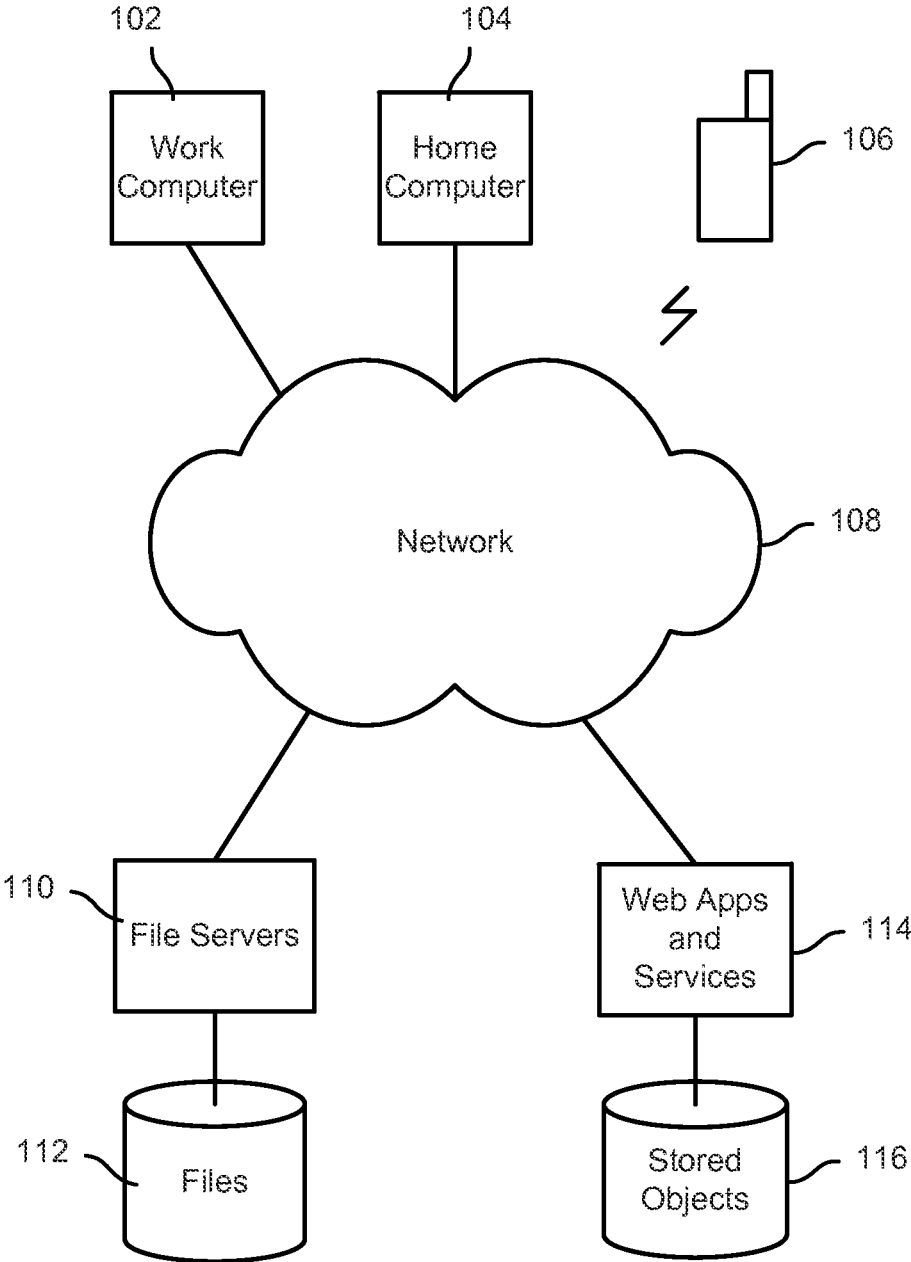 102
104
Work
Computer
Home
Computer
106
Network
108
110
File Servers
Web Apps
and
Services
114
112
Files
Stored
Objects
116